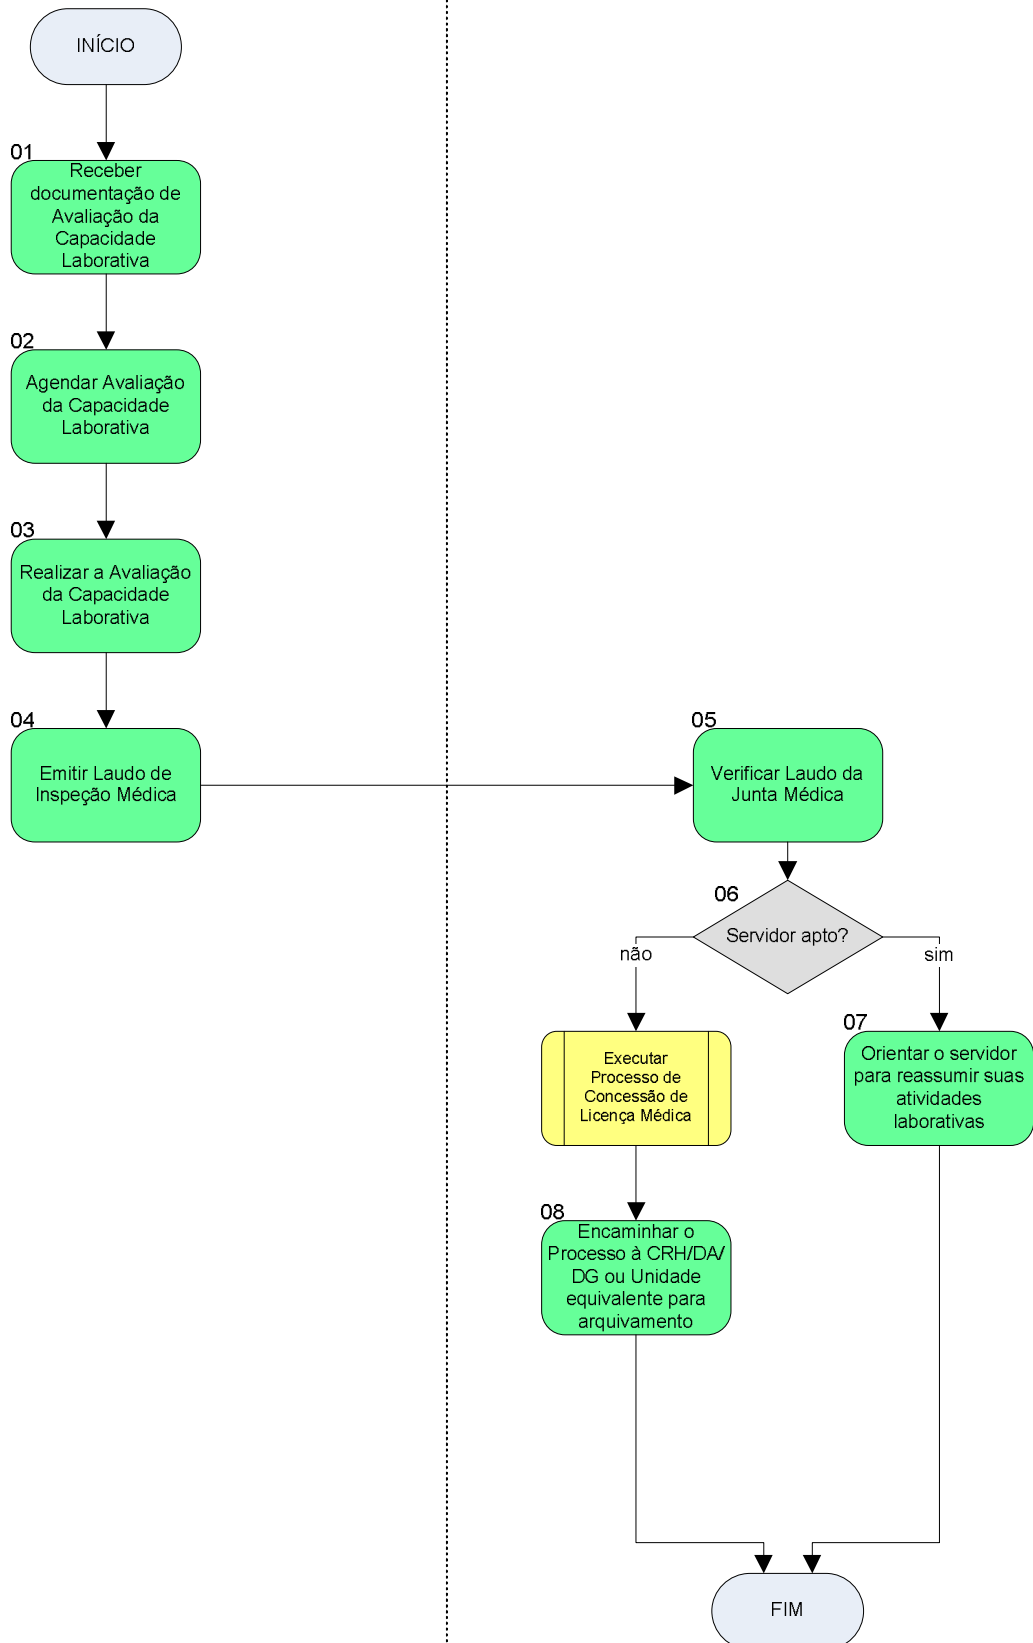 INÍCIO
01
Receber
documentação de
Avaliação da
Capacidade
Laborativa
02
Agendar Avaliação
da Capacidade
Laborativa
03
Realizar a Avaliação
da Capacidade
Laborativa
04
Emitir Laudo de
Inspeção Médica
05
Verificar Laudo da
Junta Médica
06
Servidor apto?
não
sim
Executar
Processo de
Concessão de
Licença Médica
07
Orientar o servidor
para reassumir suas
atividades
laborativas
08
Encaminhar o
Processo à CRH/DA/
DG ou Unidade
equivalente para
arquivamento
FIM